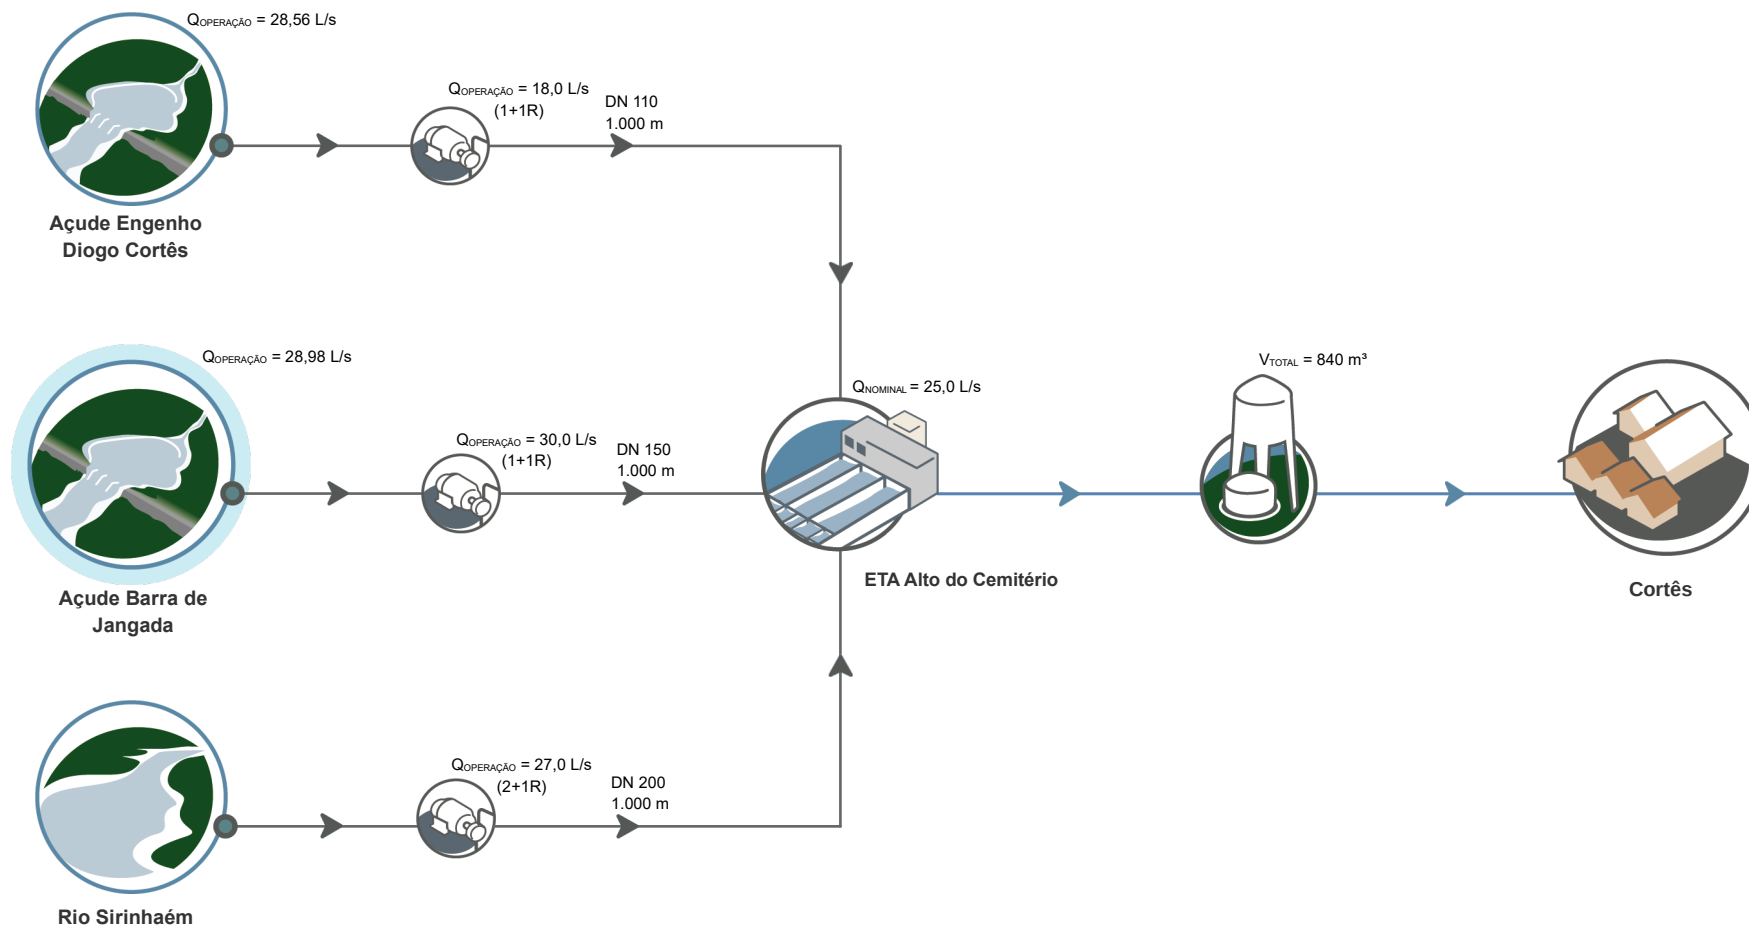 QOPERAÇÃO = 28,56 L/s
Açude Engenho
Diogo Cortês
QOPERAÇÃO = 18,0 L/s
(1+1R)
DN 110
1.000 m
QOPERAÇÃO = 28,98 L/s
Açude Barra de
Jangada
QOPERAÇÃO = 30,0 L/s
(1+1R)
DN 150
1.000 m
QNOMINAL = 25,0 L/s
ETA Alto do Cemitério
VTOTAL = 840 m³
Cortês
Rio Sirinhaém
QOPERAÇÃO = 27,0 L/s
(2+1R)
DN 200
1.000 m